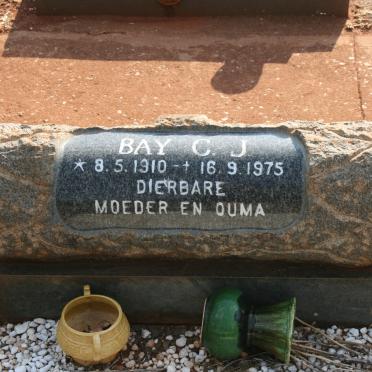 BAY C. J
* 8.5.1910 -+ 16.9.1975
DIERBARE
MOEDER EN OUMA